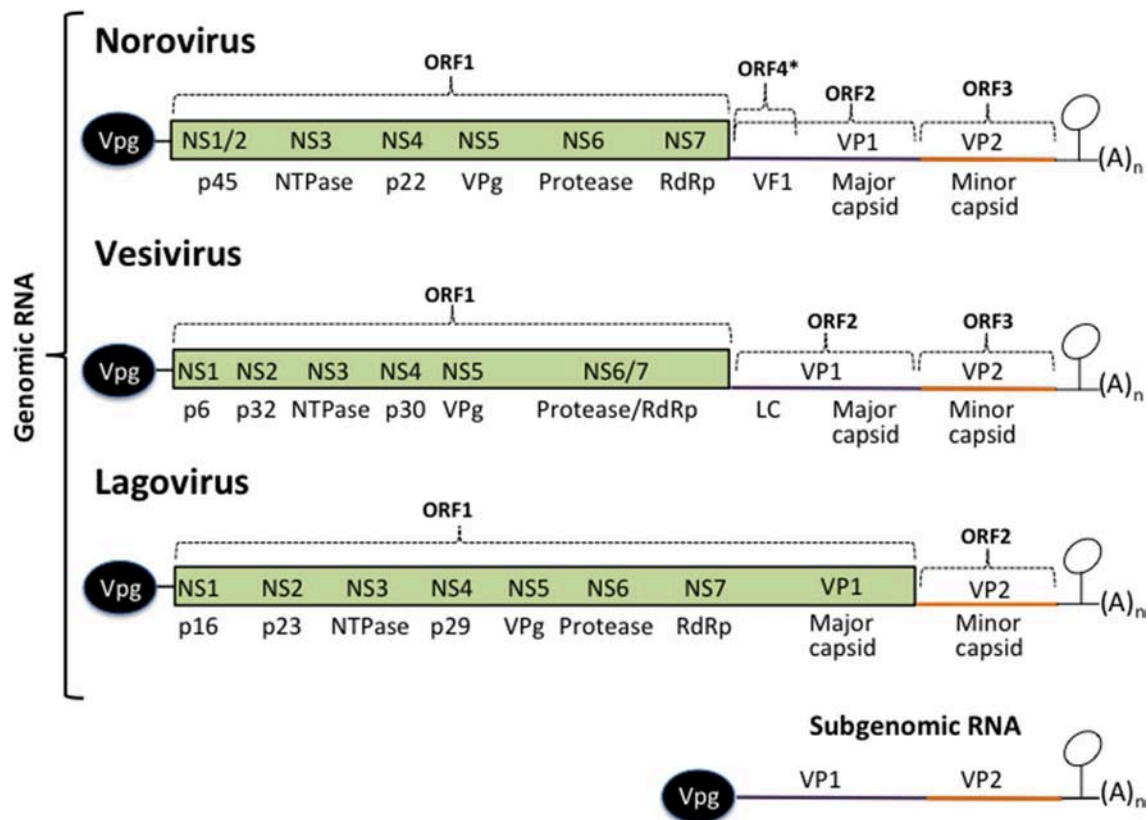 Genomic RNA
Norovirus
ORF1
ORF4*
ORF2
ORF3
Vpg NS1/2 NS3 NS4 NS5 NS6 NS7 VP1 VP2 (A)n
p45 NTPase p22 VPg Protease RdRp VF1 Major capsid Minor capsid
Vesivirus
ORF1
ORF2
ORF3
Vpg NS1 NS2 NS3 NS4 NS5 NS6/7 VP1 VP2 (A)n
p6 p32 NTPase p30 VPg Protease/RdRp LC Major capsid Minor capsid
Lagovirus
ORF1
ORF2
Vpg NS1 NS2 NS3 NS4 NS5 NS6 NS7 VP1 VP2 (A)n
p16 p23 NTPase p29 VPg Protease RdRp Major capsid Minor capsid
Subgenomic RNA
Vpg VP1 VP2 (A)n